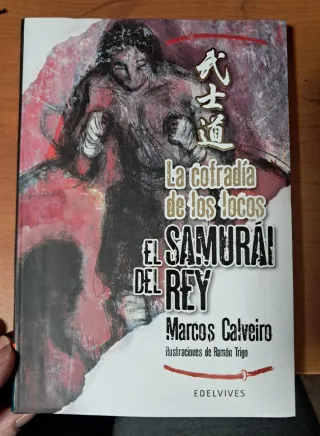 武士道
La cofradía
de los locos
EL SAMURÁI
DEL REY
Marcos Calveiro
ilustraciones de Ramón Trigo
EDELVIVES